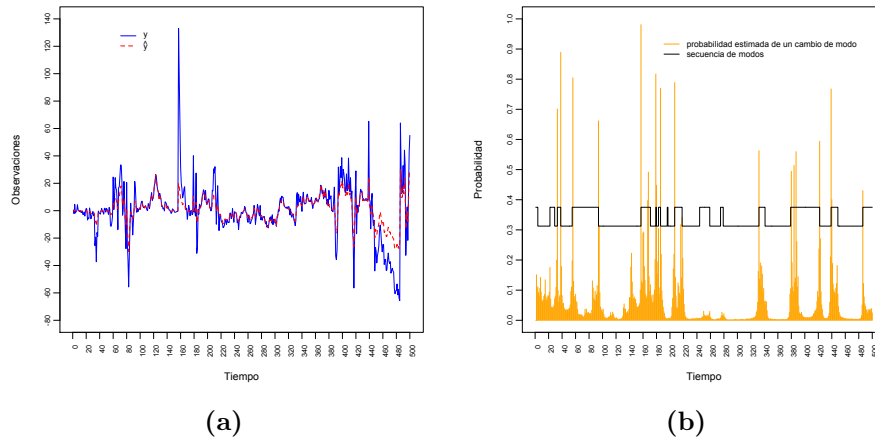 y
ŷ
Observaciones
140
120
100
80
60
40
20
0
-20
-40
-60
-80
0 20 40 60 80 100 120 140 160 180 200 220 240 260 280 300 320 340 360 380 400 420 440 460 480 500
Tiempo
(a)
probabilidad estimada de un cambio de modo
secuencia de modos
Probabilidad
1.0
0.9
0.8
0.7
0.6
0.5
0.4
0.3
0.2
0.1
0.0
0 20 40 60 80 100 120 140 160 180 200 220 240 260 280 300 320 340 360 380 400 420 440 460 480 500
Tiempo
(b)